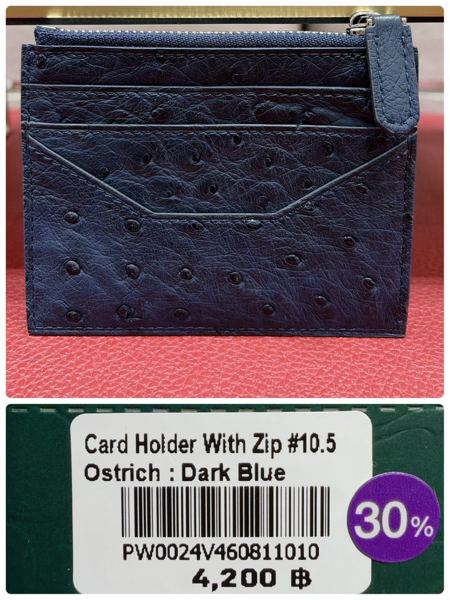 Card Holder With Zip #10.5
Ostrich : Dark Blue
30%
PW0024V460811010
4,200 ฿